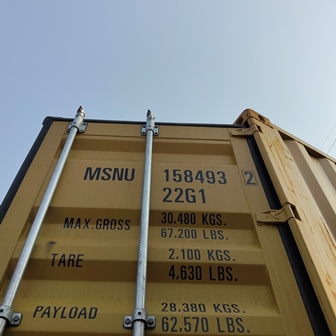 MSNU 158493 2
22G1
MAX.GROSS 30.480 KGS.
67.200 LBS.
TARE 2.100 KGS.
4,630 LBS.
PAYLOAD 28.380 KGS.
62,570 LBS.